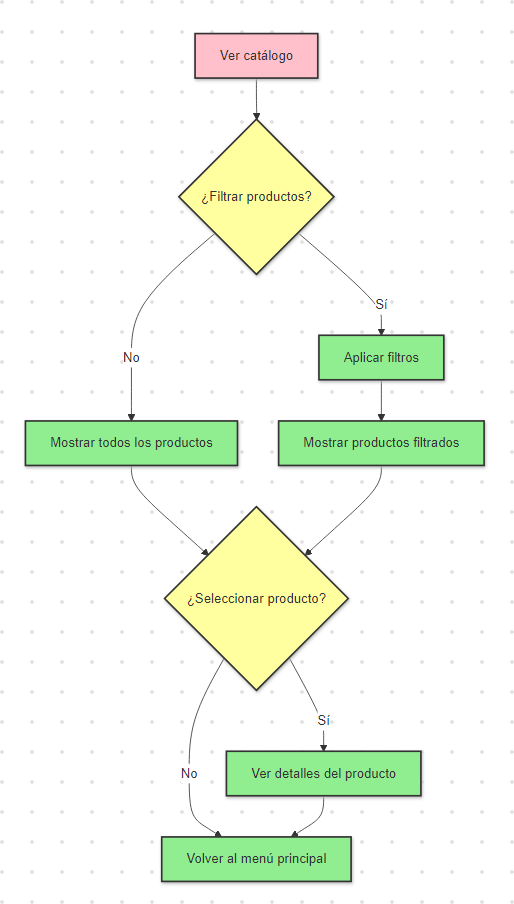 Ver catálogo
¿Filtrar productos?
Sí
No
Aplicar filtros
Mostrar todos los productos
Mostrar productos filtrados
¿Seleccionar producto?
Sí
No
Ver detalles del producto
Volver al menú principal